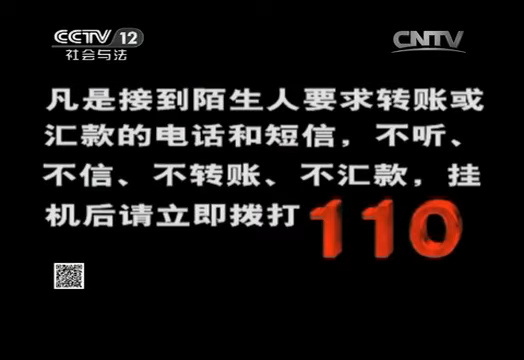 CCTV 12
社会与法
CNTV
凡是接到陌生人要求转账或
汇款的电话和短信，不听、
不信、不转账、不汇款，挂
机后请立即拨打110